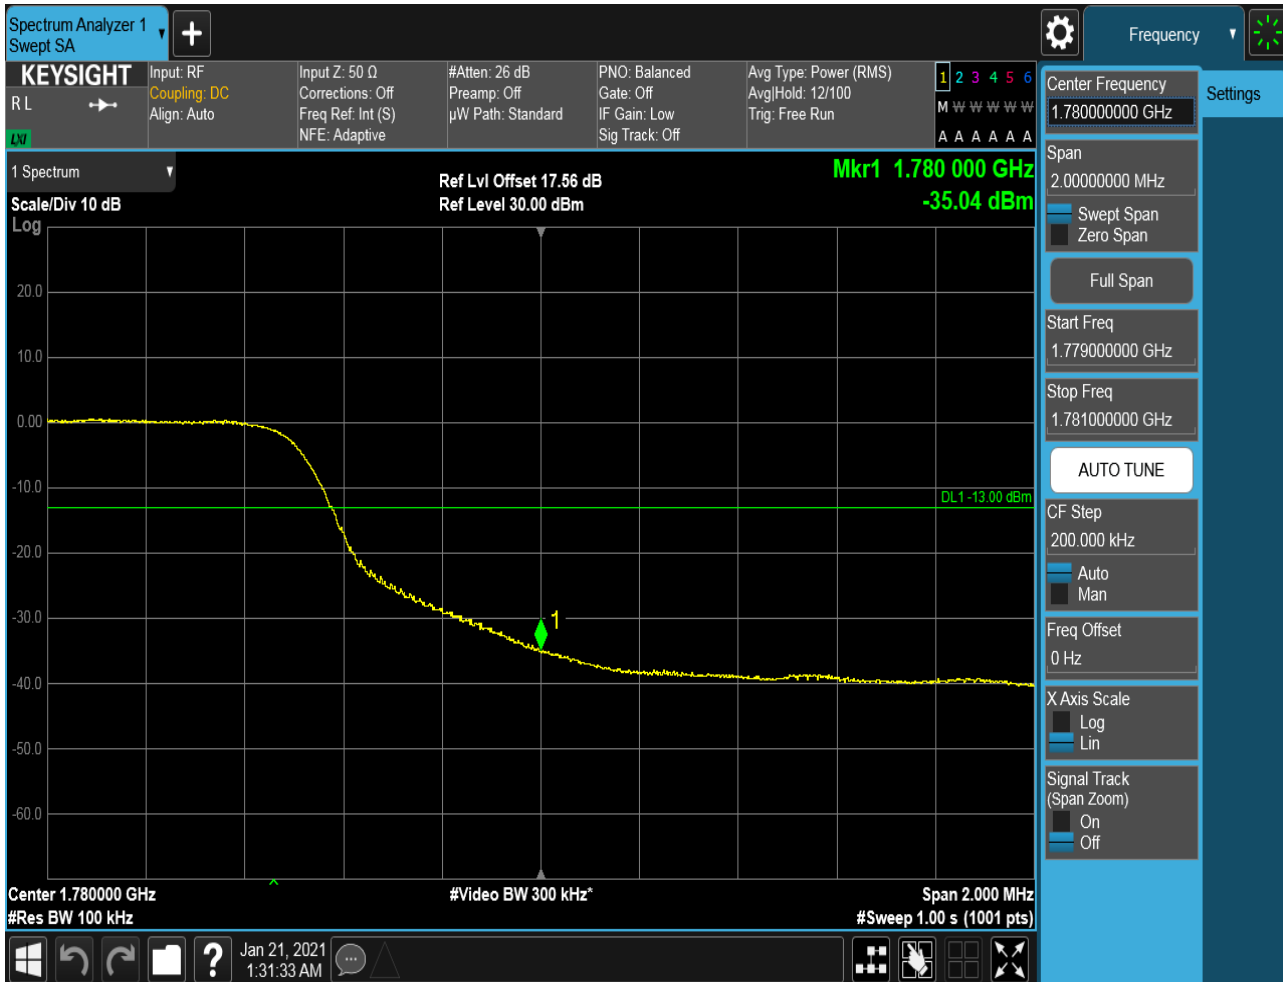 Spectrum Analyzer 1
Swept SA
+
Frequency
KEYSIGHT
R L
LXI
Input: RF
Coupling: DC
Align: Auto
Input Z: 50 Ω
Corrections: Off
Freq Ref: Int (S)
NFE: Adaptive
#Atten: 26 dB
Preamp: Off
µW Path: Standard
PNO: Balanced
Gate: Off
IF Gain: Low
Sig Track: Off
Avg Type: Power (RMS)
Avg|Hold: 12/100
Trig: Free Run
1 2 3 4 5 6
M W W W W W
A A A A A A
1 Spectrum
Scale/Div 10 dB
Log
Ref Lvl Offset 17.56 dB
Ref Level 30.00 dBm
Mkr1 1.780 000 GHz
-35.04 dBm
20.0
10.0
0.00
-10.0
DL1 -13.00 dBm
-20.0
-30.0
1
-40.0
-50.0
-60.0
Center 1.780000 GHz
#Video BW 300 kHz*
Span 2.000 MHz
#Res BW 100 kHz
#Sweep 1.00 s (1001 pts)
Center Frequency
1.780000000 GHz
Settings
Span
2.00000000 MHz
Swept Span
Zero Span
Full Span
Start Freq
1.779000000 GHz
Stop Freq
1.781000000 GHz
AUTO TUNE
CF Step
200.000 kHz
Auto
Man
Freq Offset
0 Hz
X Axis Scale
Log
Lin
Signal Track
(Span Zoom)
On
Off
?
Jan 21, 2021
1:31:33 AM